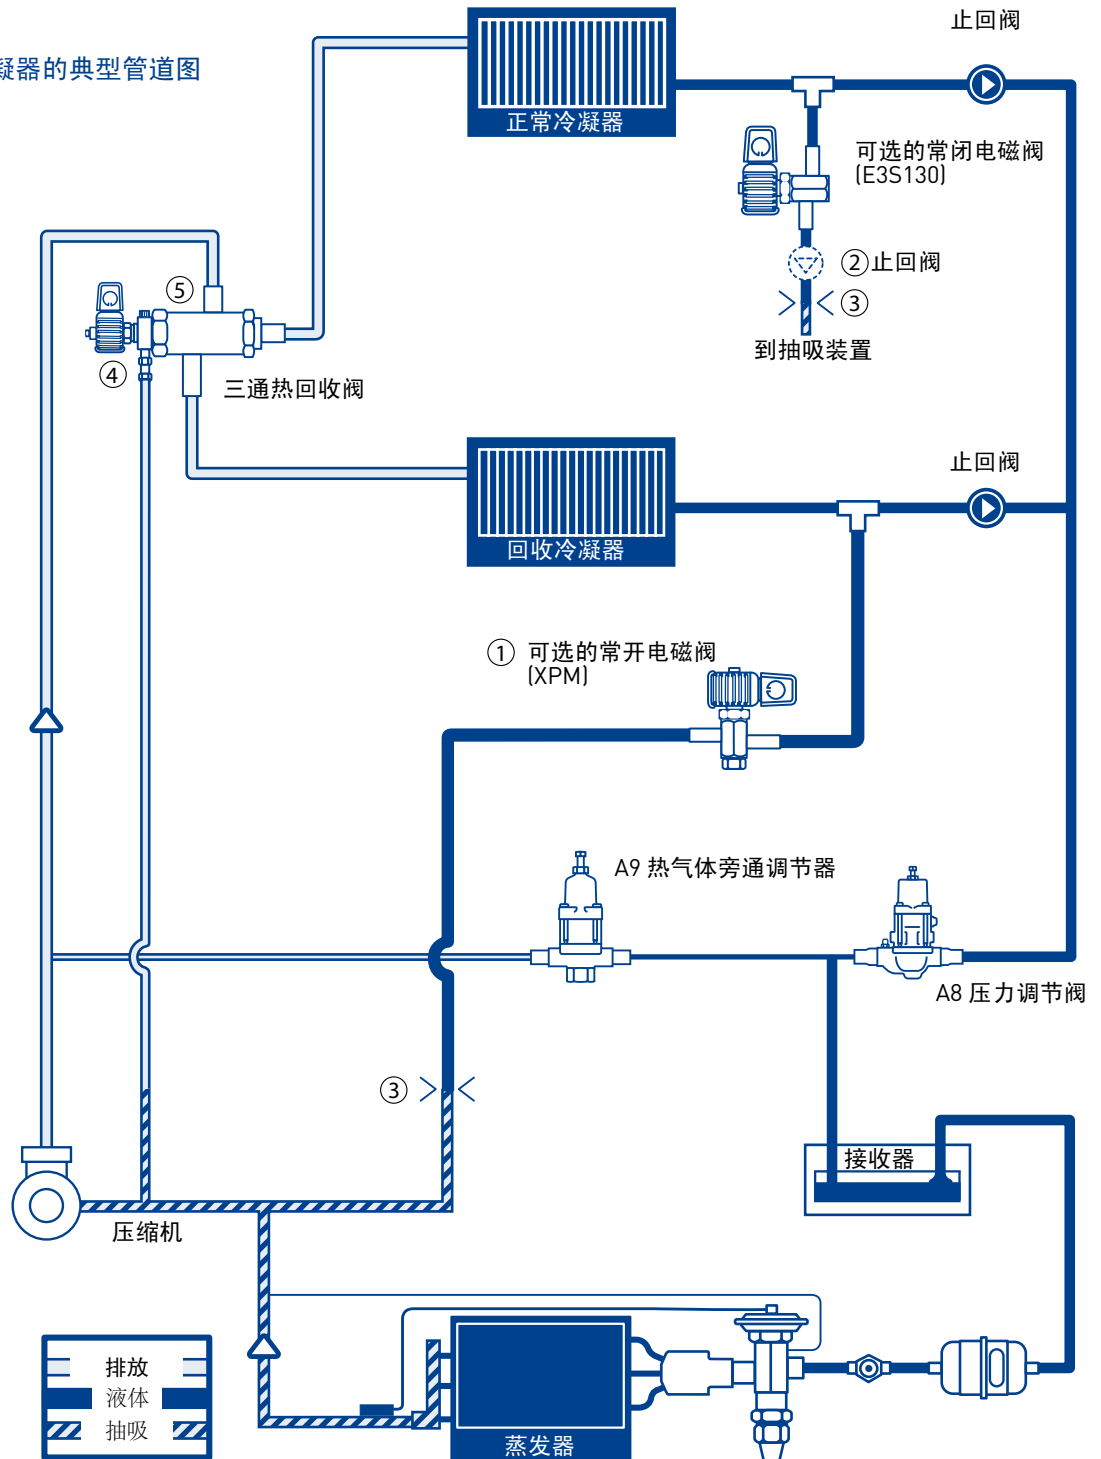 止回阀
凝器的典型管道图
正常冷凝器
可选的常闭电磁阀
(E3S130)
② 止回阀
③
到抽吸装置
⑤
④
三通热回收阀
止回阀
回收冷凝器
① 可选的常开电磁阀
(XPM)
A9 热气体旁通调节器
A8 压力调节阀
③
接收器
压缩机
排放
液体
抽吸
蒸发器